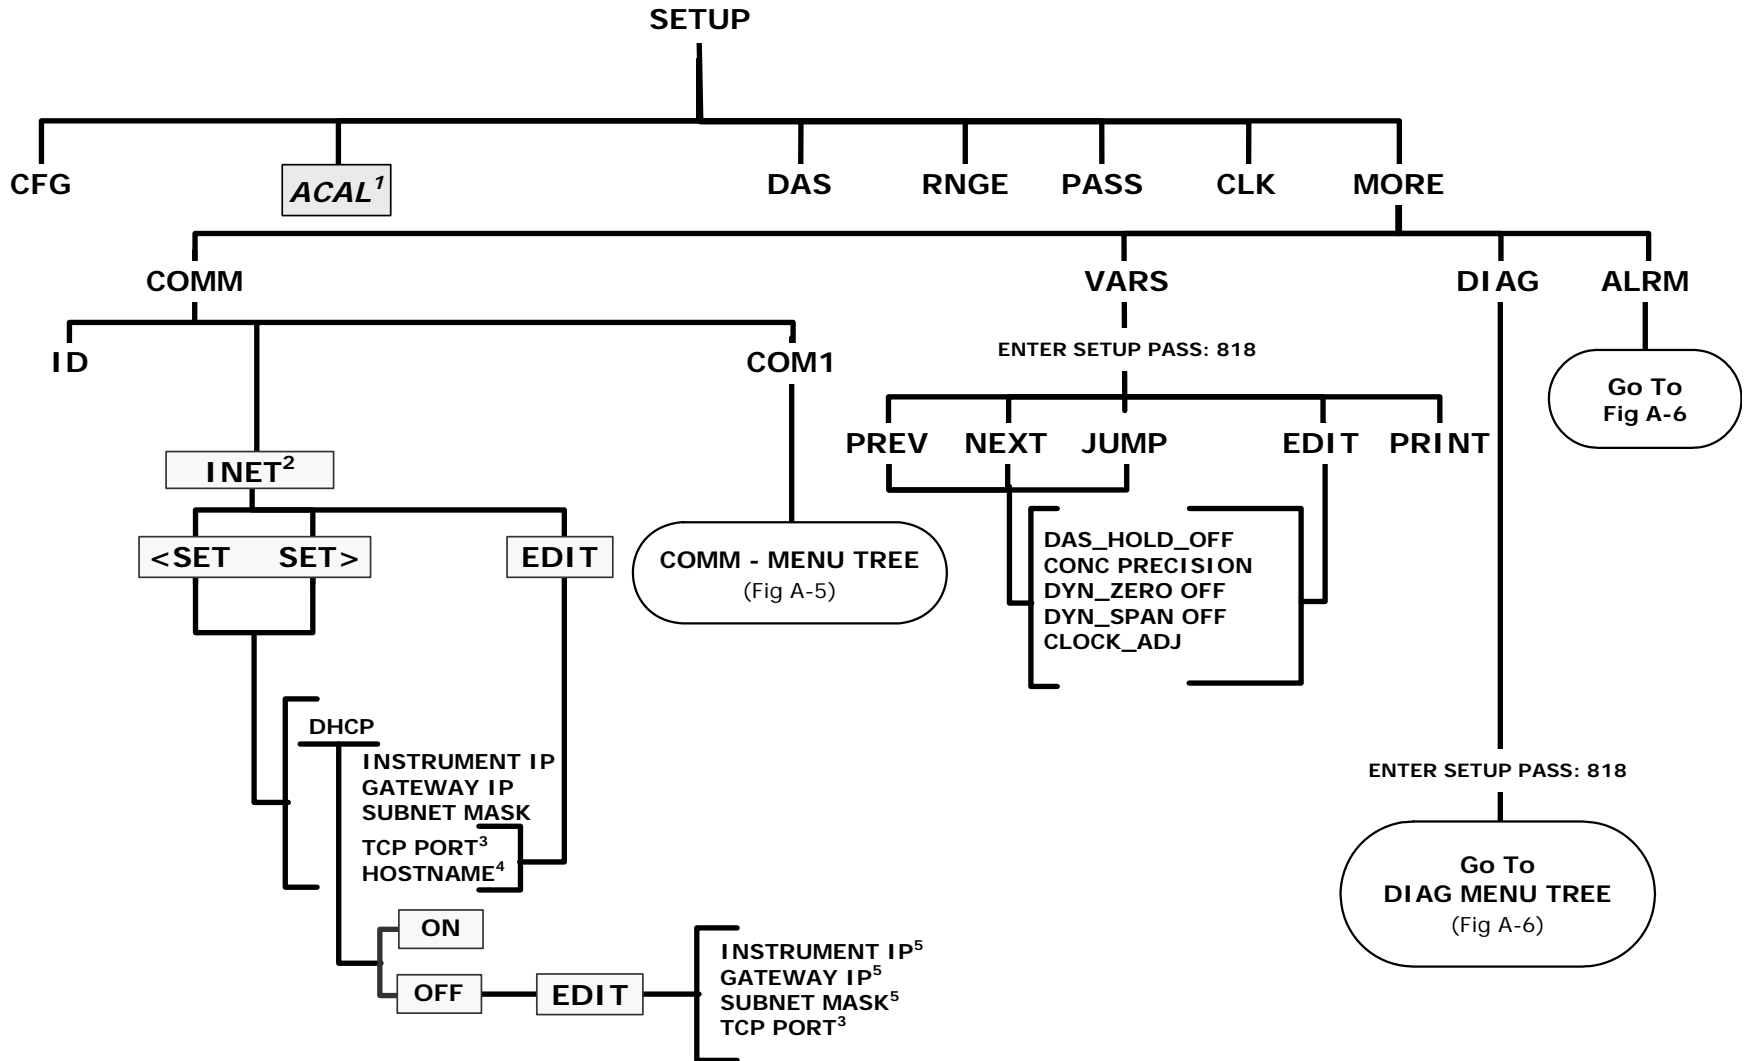 SETUP
CFG
ACAL¹
DAS
RNGE
PASS
CLK
MORE
COMM
VARS
DIAG
ALRM
ID
COM1
ENTER SETUP PASS: 818
Go To
Fig A-6
PREV
NEXT
JUMP
EDIT
PRINT
INET²
<SET SET>
EDIT
COMM - MENU TREE
(Fig A-5)
DAS_HOLD_OFF
CONC PRECISION
DYN_ZERO OFF
DYN_SPAN OFF
CLOCK_ADJ
DHCP
INSTRUMENT IP
GATEWAY IP
SUBNET MASK
TCP PORT³
HOSTNAME⁴
ENTER SETUP PASS: 818
Go To
DIAG MENU TREE
(Fig A-6)
ON
OFF
EDIT
INSTRUMENT IP⁵
GATEWAY IP⁵
SUBNET MASK⁵
TCP PORT³